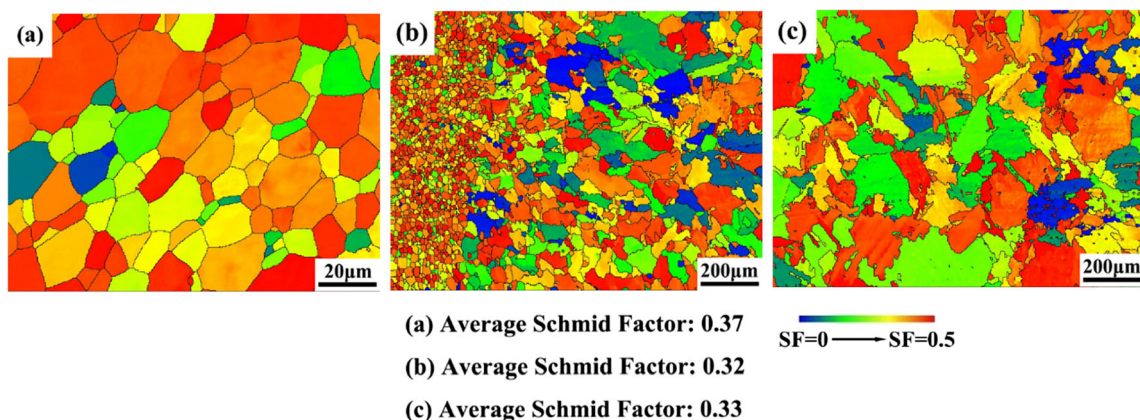 (a)
(b)
(c)
20μm
200μm
200μm
(a) Average Schmid Factor: 0.37
SF=0 → SF=0.5
(b) Average Schmid Factor: 0.32
(c) Average Schmid Factor: 0.33